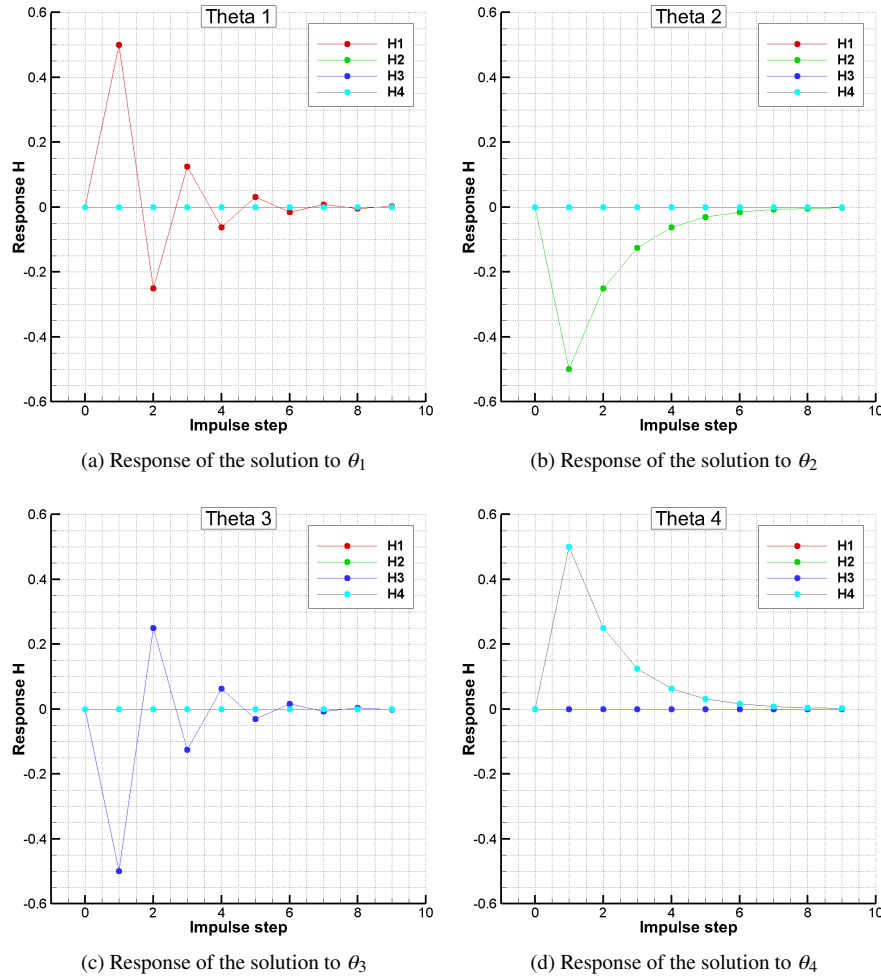 Theta 1
H1
H2
H3
H4
Response H
0.6
0.4
0.2
0
-0.2
-0.4
-0.6
0 2 4 6 8 10
Impulse step
(a) Response of the solution to θ1
Theta 2
H1
H2
H3
H4
Response H
0.6
0.4
0.2
0
-0.2
-0.4
-0.6
0 2 4 6 8 10
Impulse step
(b) Response of the solution to θ2
Theta 3
H1
H2
H3
H4
Response H
0.6
0.4
0.2
0
-0.2
-0.4
-0.6
0 2 4 6 8 10
Impulse step
(c) Response of the solution to θ3
Theta 4
H1
H2
H3
H4
Response H
0.6
0.4
0.2
0
-0.2
-0.4
-0.6
0 2 4 6 8 10
Impulse step
(d) Response of the solution to θ4